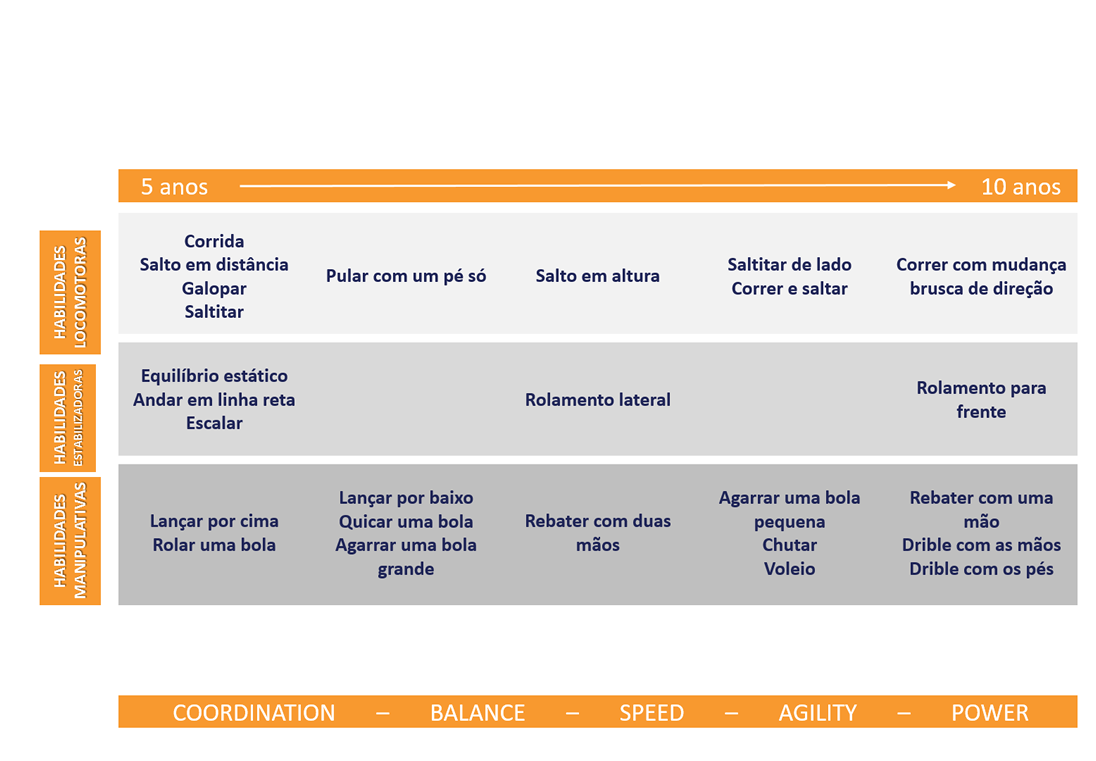 5 anos
10 anos
HABILIDADES
LOCOMOTORAS
Corrida
Salto em distância
Galopar
Saltitar
Pular com um pé só
Salto em altura
Saltitar de lado
Correr e saltar
Correr com mudança
brusca de direção
HABILIDADES
ESTABILIZADORAS
Equilíbrio estático
Andar em linha reta
Escalar
Rolamento lateral
Rolamento para
frente
HABILIDADES
MANIPULATIVAS
Lançar por cima
Rolar uma bola
Lançar por baixo
Quicar uma bola
Agarrar uma bola
grande
Rebater com duas
mãos
Agarrar uma bola
pequena
Chutar
Voleio
Rebater com uma
mão
Drible com as mãos
Drible com os pés
COORDINATION – BALANCE – SPEED – AGILITY – POWER